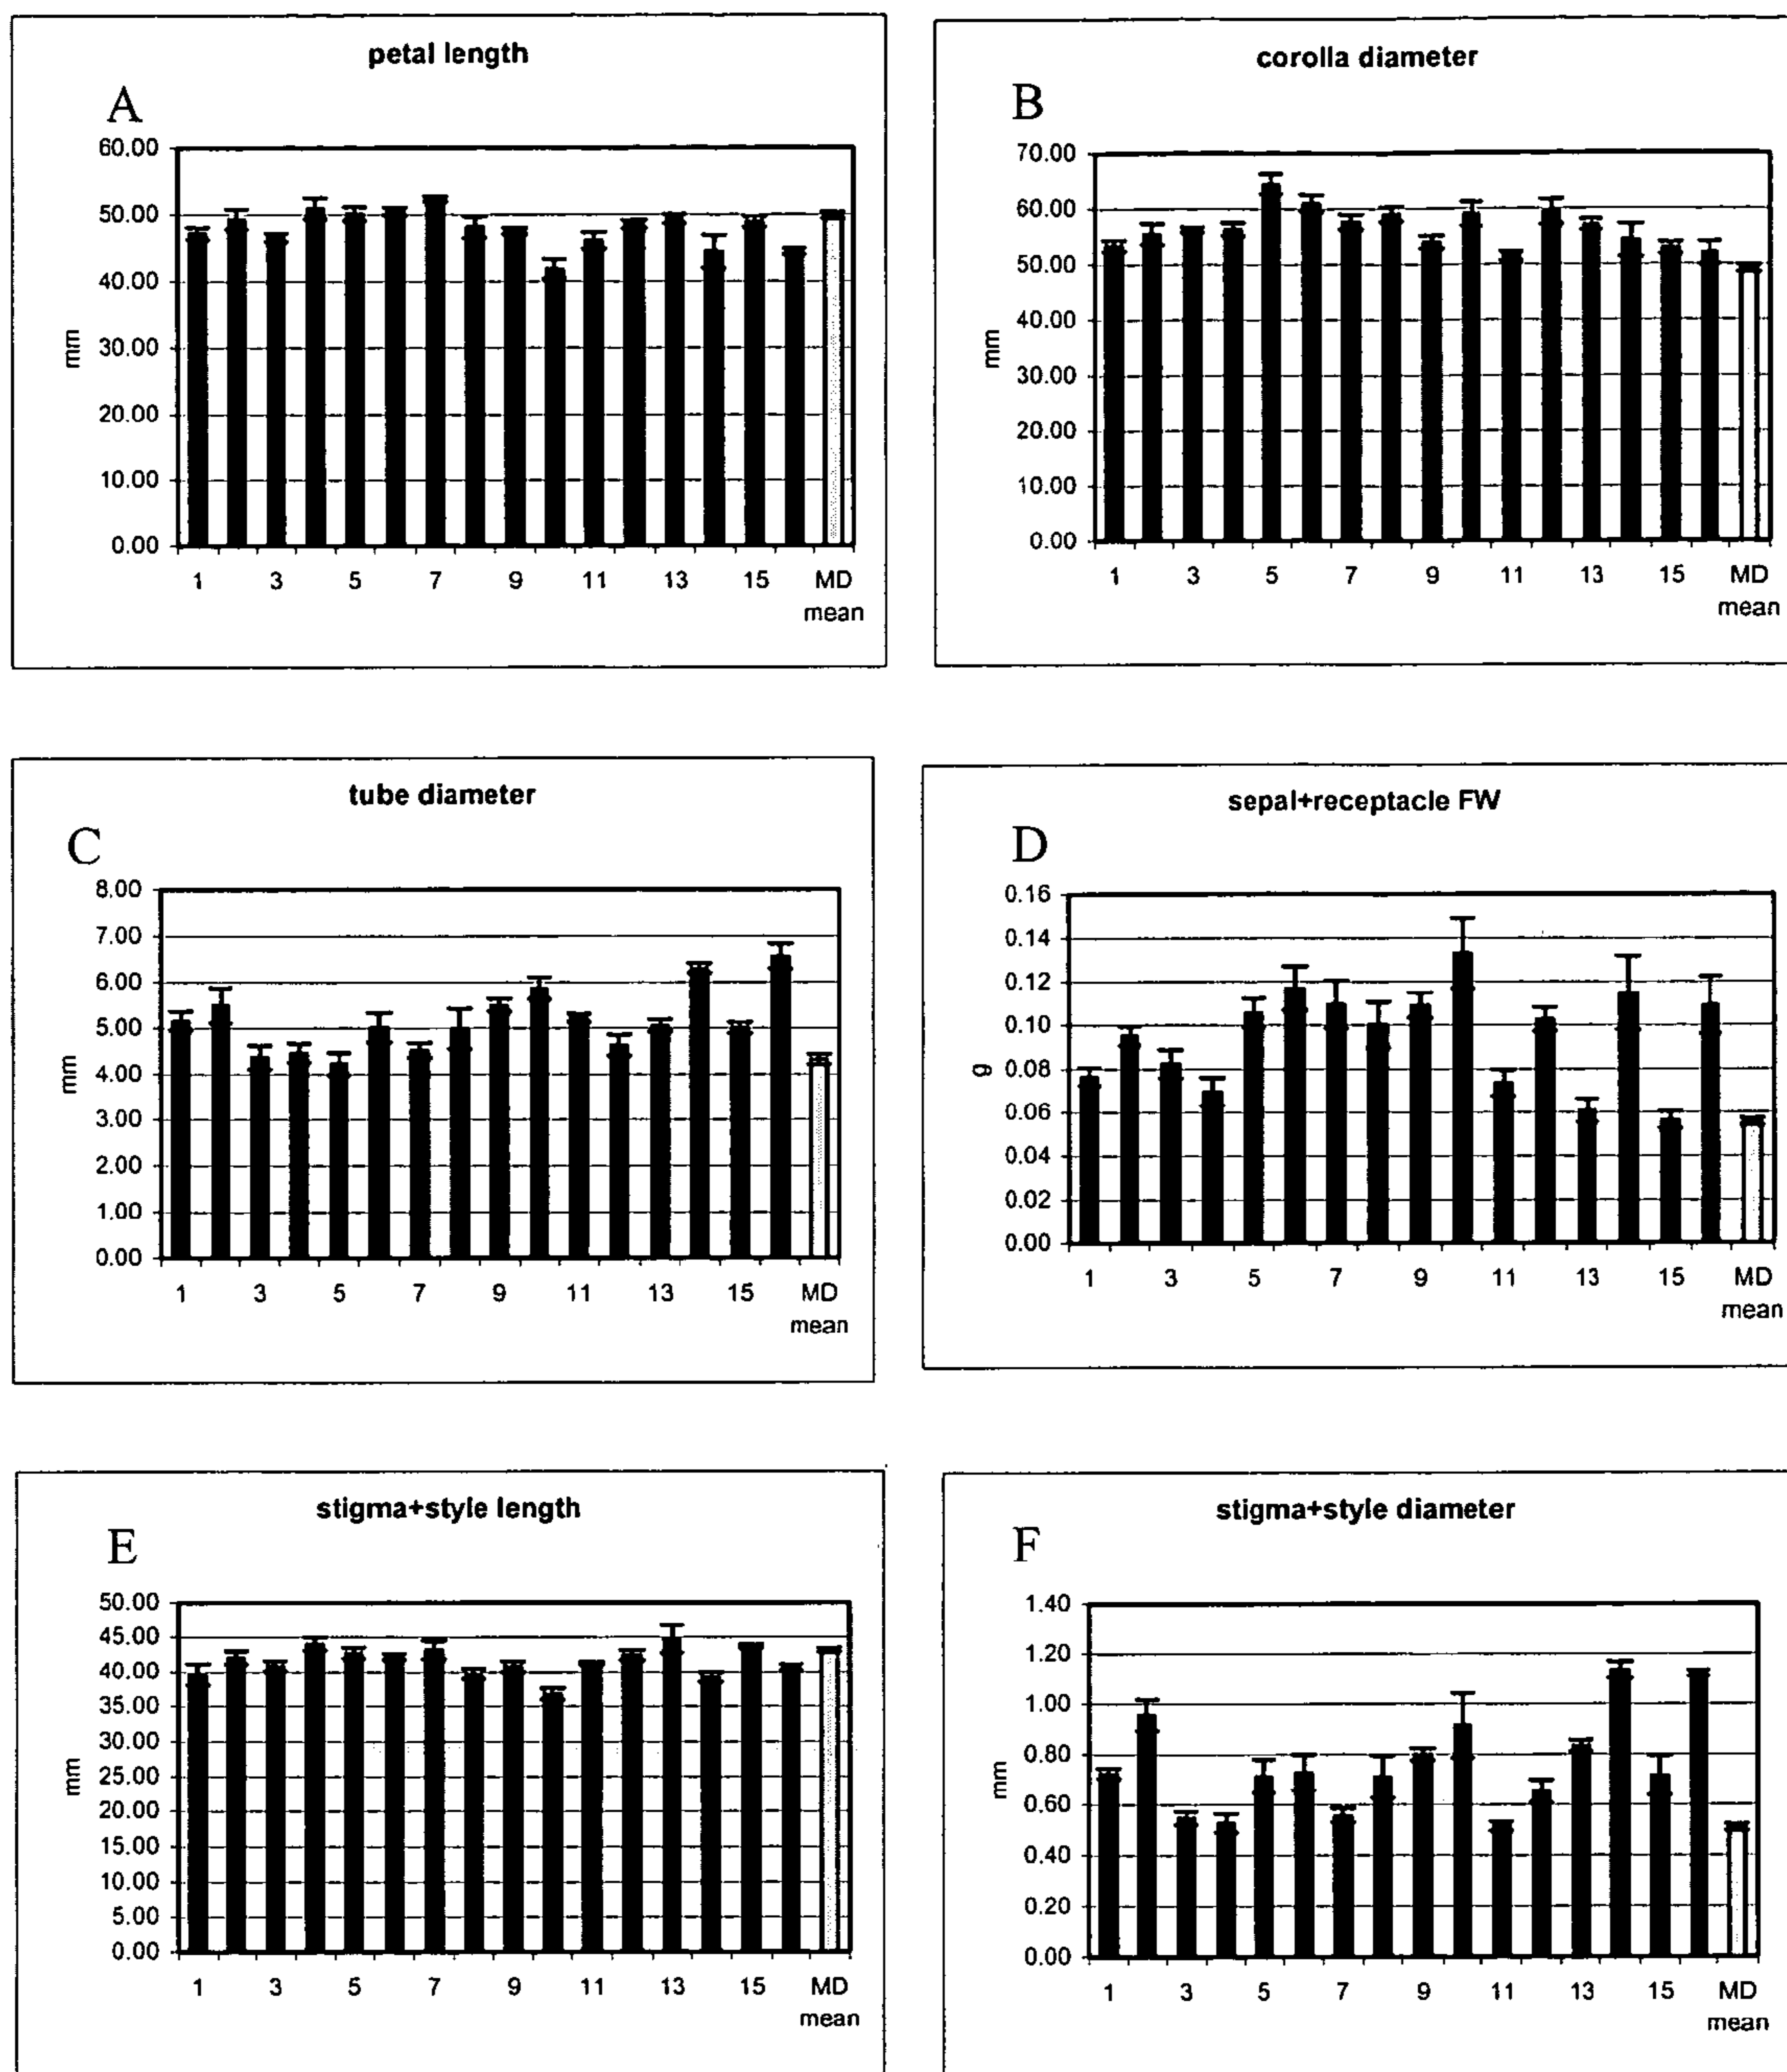 petal length
A
60.00
50.00
40.00
30.00
20.00
10.00
0.00
mm
1 3 5 7 9 11 13 15 MD
mean
corolla diameter
B
70.00
60.00
50.00
40.00
30.00
20.00
10.00
0.00
mm
1 3 5 7 9 11 13 15 MD
mean
tube diameter
C
8.00
7.00
6.00
5.00
4.00
3.00
2.00
1.00
0.00
mm
1 3 5 7 9 11 13 15 MD
mean
sepal+receptacle FW
D
0.16
0.14
0.12
0.10
0.08
0.06
0.04
0.02
0.00
g
1 3 5 7 9 11 13 15 MD
mean
stigma+style length
E
50.00
45.00
40.00
35.00
30.00
25.00
20.00
15.00
10.00
5.00
0.00
mm
1 3 5 7 9 11 13 15 MD
mean
stigma+style diameter
F
1.40
1.20
1.00
0.80
0.60
0.40
0.20
0.00
mm
1 3 5 7 9 11 13 15 MD
mean